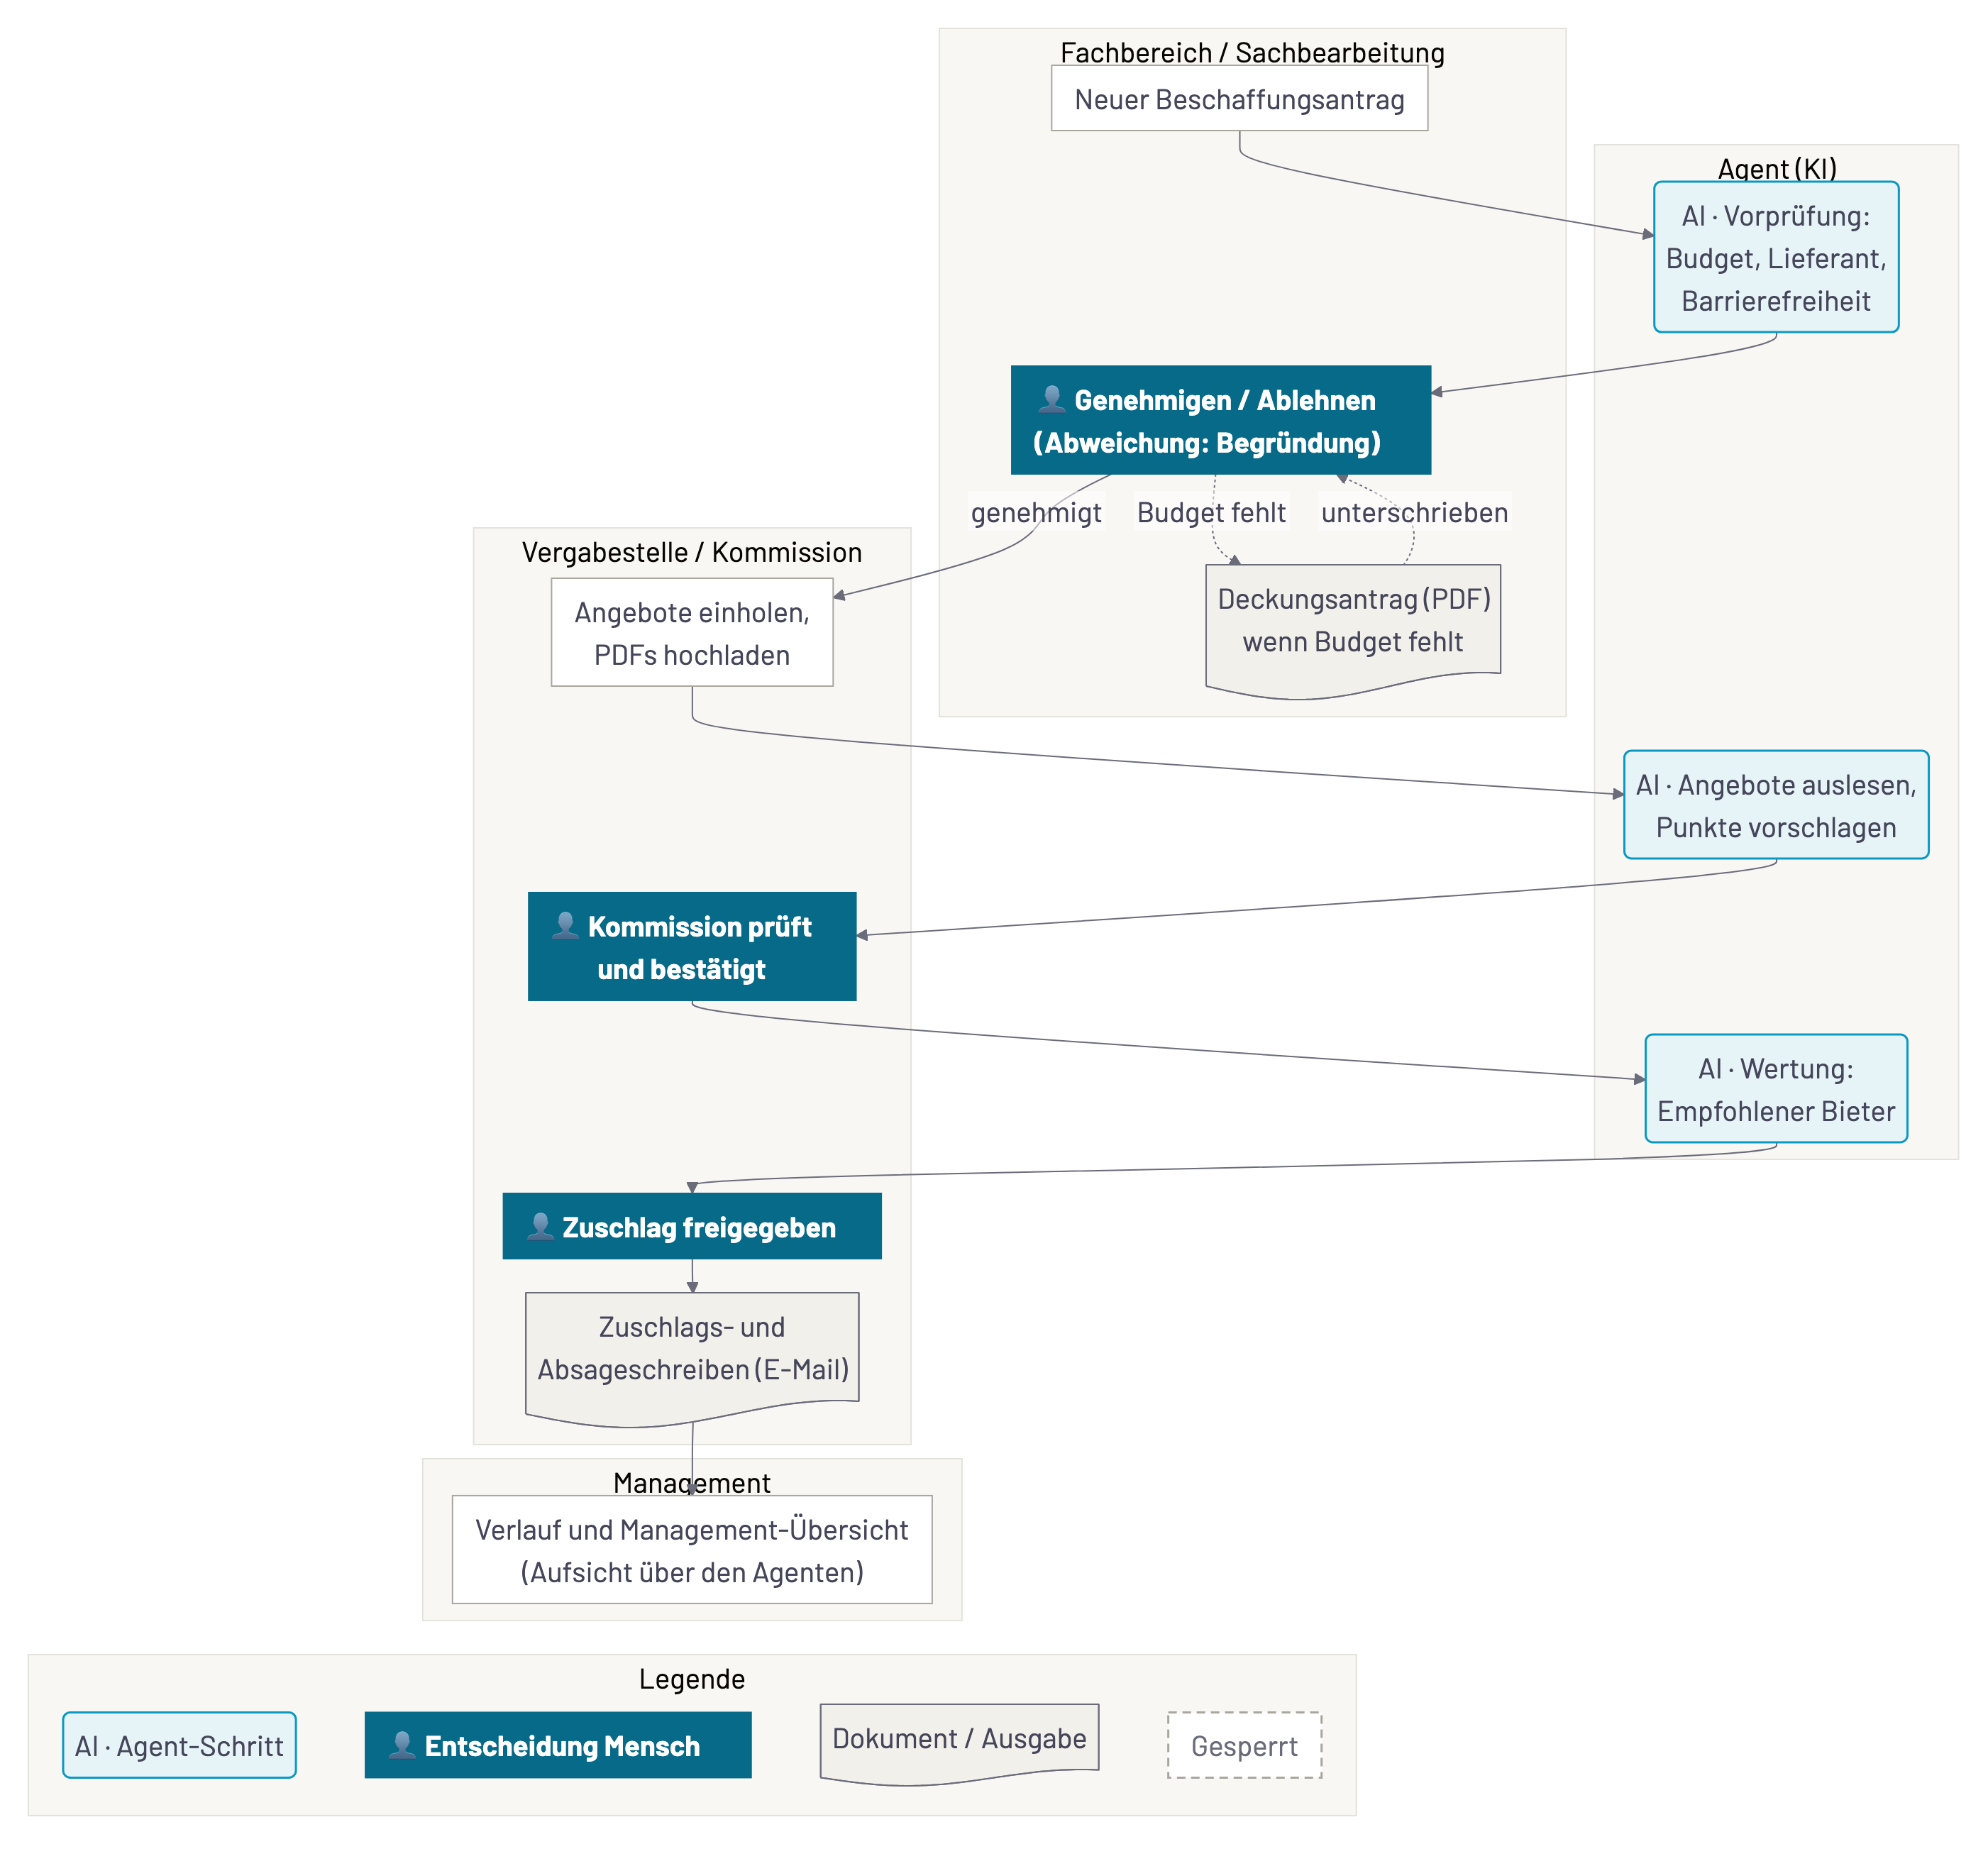 Fachbereich / Sachbearbeitung
Neuer Beschaffungsantrag
Agent (KI)
AI · Vorprüfung:
Budget, Lieferant,
Barrierefreiheit
Genehmigen / Ablehnen
(Abweichung: Begründung)
genehmigt
Budget fehlt
unterschrieben
Vergabestelle / Kommission
Angebote einholen,
PDFs hochladen
Deckungsantrag (PDF)
wenn Budget fehlt
AI · Angebote auslesen,
Punkte vorschlagen
Kommission prüft
und bestätigt
AI · Wertung:
Empfohlener Bieter
Zuschlag freigegeben
Zuschlags- und
Absageschreiben (E-Mail)
Management
Verlauf und Management-Übersicht
(Aufsicht über den Agenten)
Legende
AI · Agent-Schritt
Entscheidung Mensch
Dokument / Ausgabe
Gesperrt